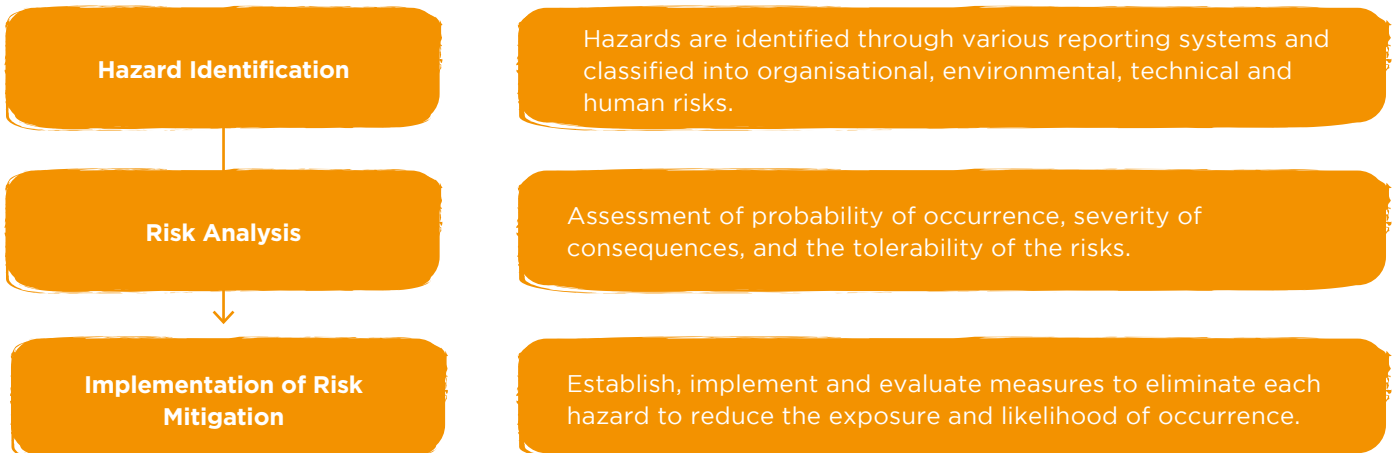 Hazard Identification
Hazards are identified through various reporting systems and
classified into organisational, environmental, technical and
human risks.
Risk Analysis
Assessment of probability of occurrence, severity of
consequences, and the tolerability of the risks.
Implementation of Risk
Mitigation
Establish, implement and evaluate measures to eliminate each
hazard to reduce the exposure and likelihood of occurrence.